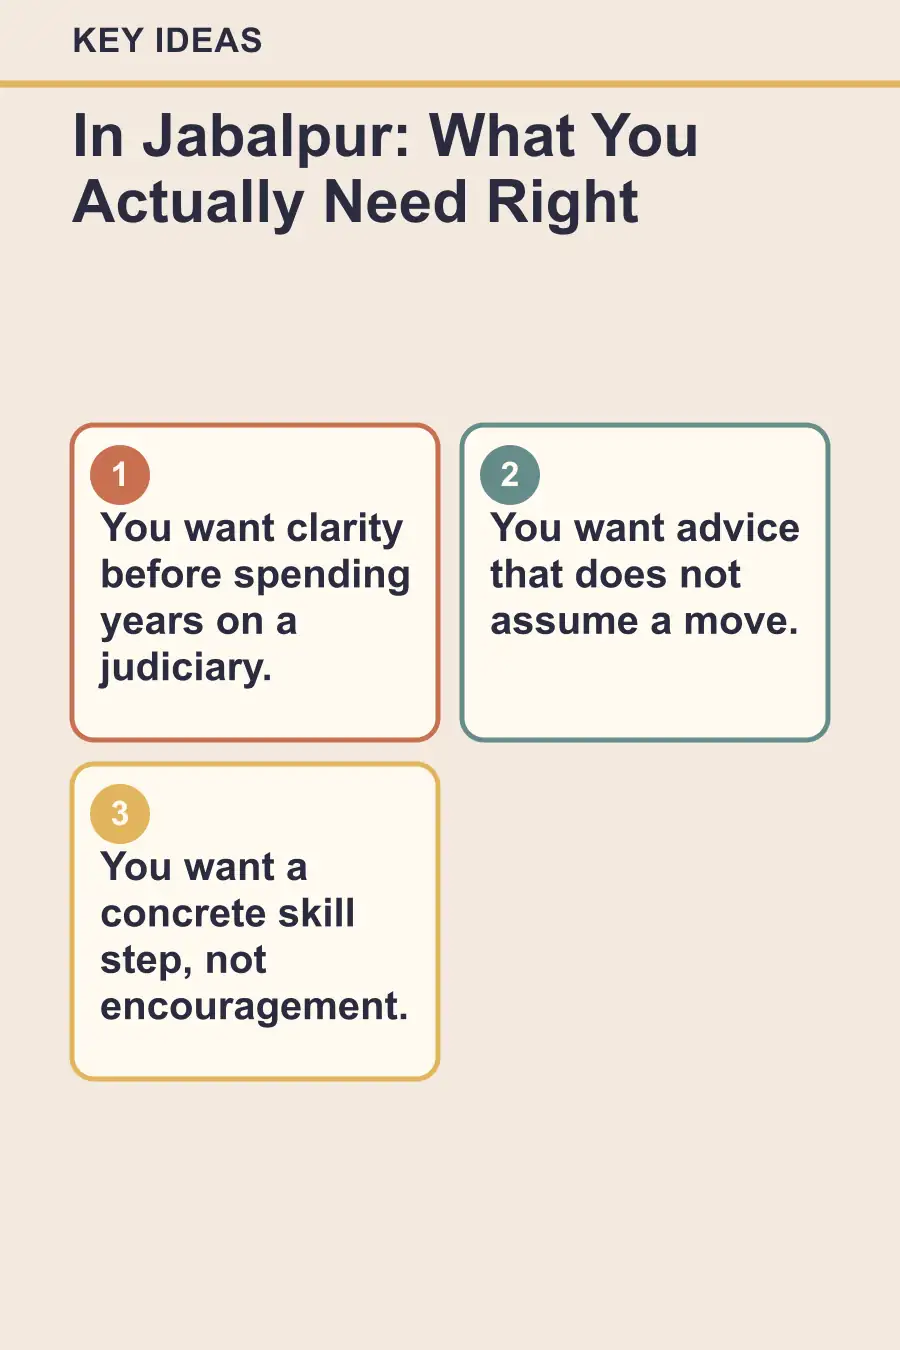 KEY IDEAS
In Jabalpur: What You
Actually Need Right
1
You want clarity
before spending
years on a
judiciary.
2
You want advice
that does not
assume a move.
3
You want a
concrete skill
step, not
encouragement.